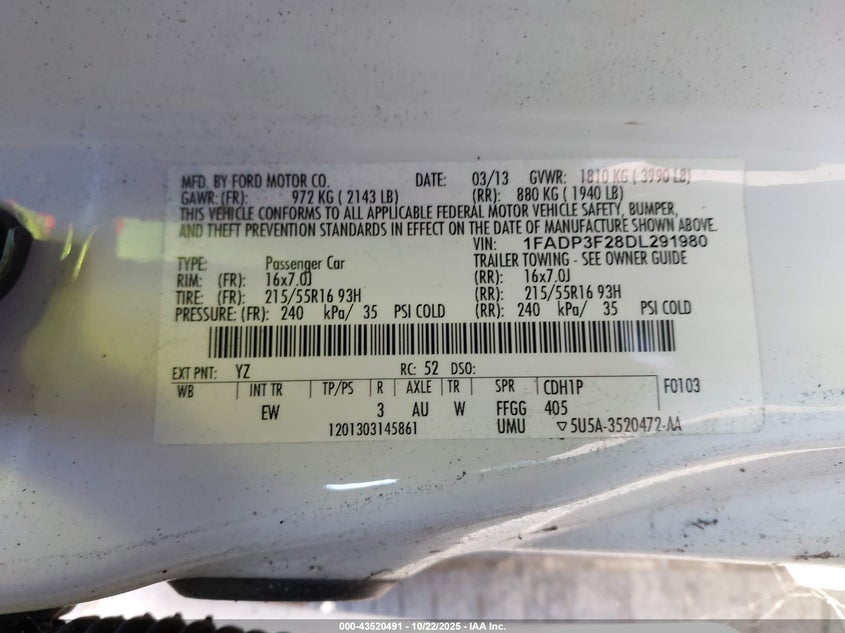 MFD. BY FORD MOTOR CO. DATE: 03/13 GVWR: 1810 KG ( 3990 LB)
GAWR: (FR): 972 KG ( 2143 LB) (RR): 880 KG ( 1940 LB)
THIS VEHICLE CONFORMS TO ALL APPLICABLE FEDERAL MOTOR VEHICLE SAFETY, BUMPER,
AND THEFT PREVENTION STANDARDS IN EFFECT ON THE DATE OF MANUFACTURE SHOWN ABOVE.
VIN: 1FADP3F28DL291980
TYPE: Passenger Car TRAILER TOWING - SEE OWNER GUIDE
RIM: (FR): 16x7.0J (RR): 16x7.0J
TIRE: (FR): 215/55R16 93H (RR): 215/55R16 93H
PRESSURE: (FR): 240 kPa/ 35 PSI COLD (RR): 240 kPa/ 35 PSI COLD
EXT PNT: YZ RC: 52 DSO:
WB INT TR TP/PS R AXLE TR SPR CDH1P F0103
EW 3 AU W FFGG 405
1201303145861 UMU ▽5U5A-3520472-AA
000-43520491 - 10/22/2025 - IAA Inc.